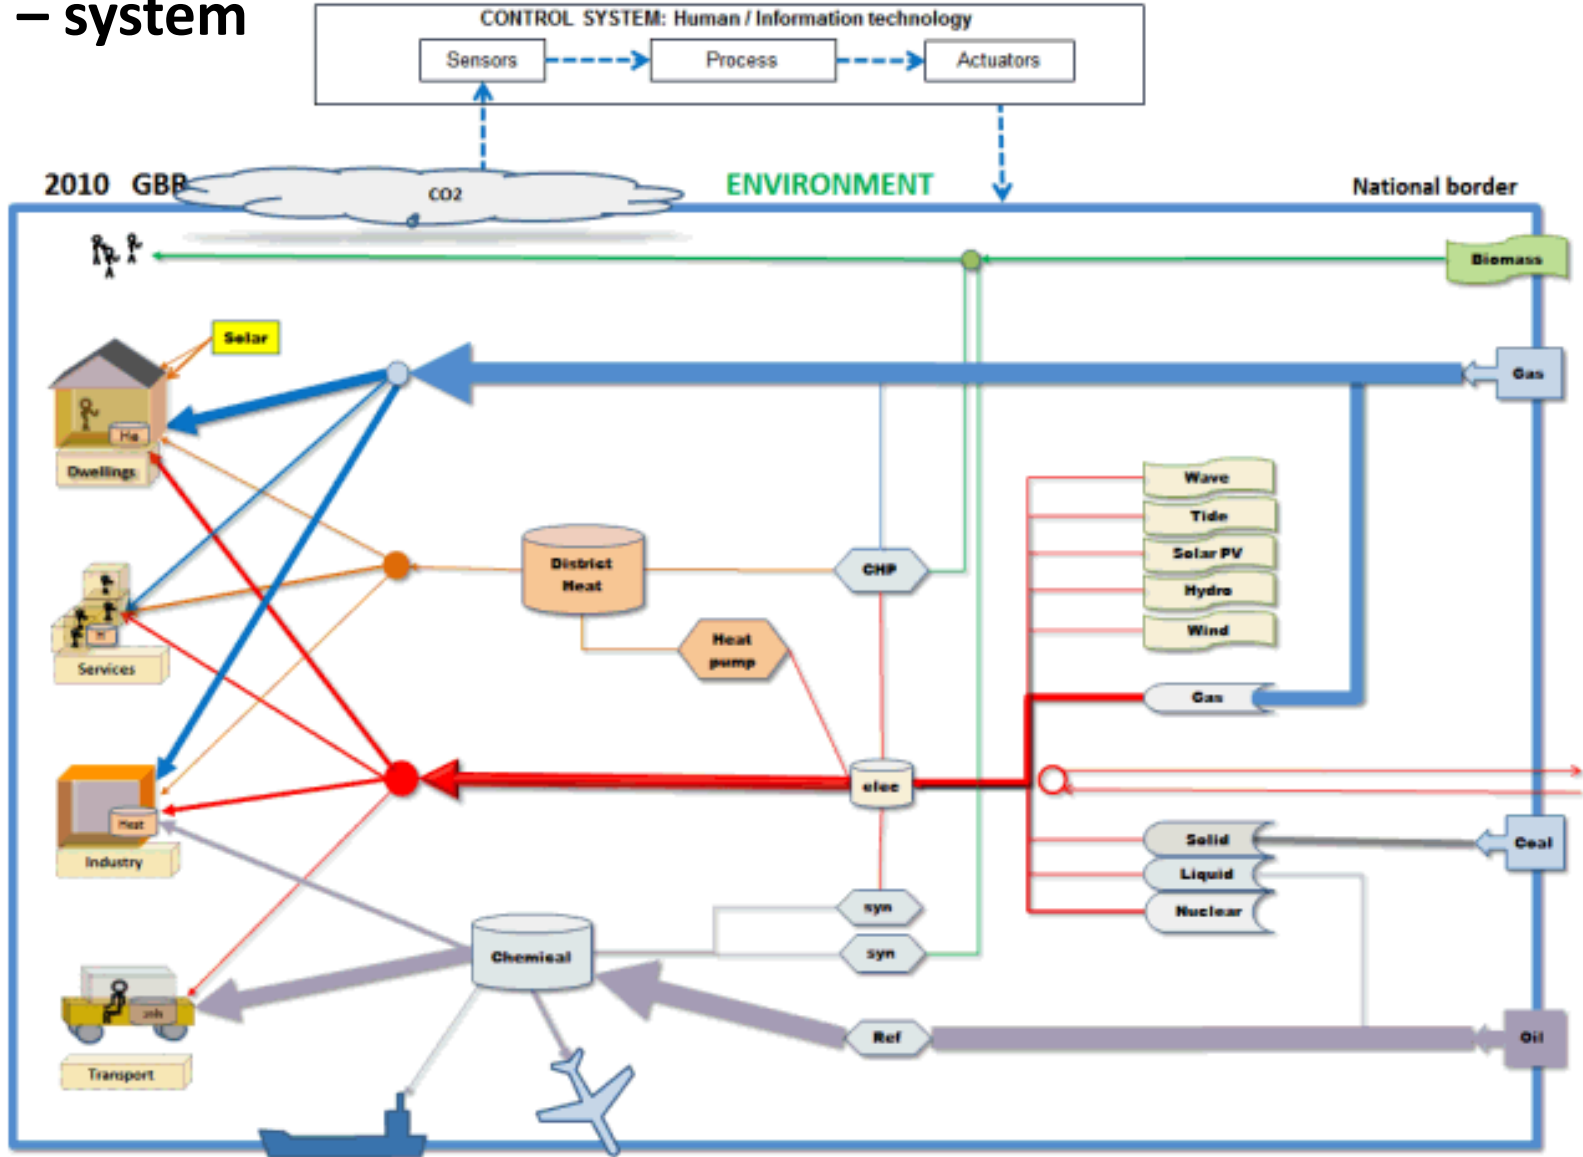 – system
CONTROL SYSTEM: Human / Information technology
Sensors
Process
Actuators
2010 GBR
CO2
ENVIRONMENT
National border
Biomass
Solar
Gas
He
Dwellings
Wave
Tide
Solar PV
Hydro
Wind
District
Heat
CHP
Heat
pump
H
Services
Gas
elec
Heat
Industry
Solid
Coal
Liquid
Nuclear
syn
syn
Chemical
Ref
Oil
Transport